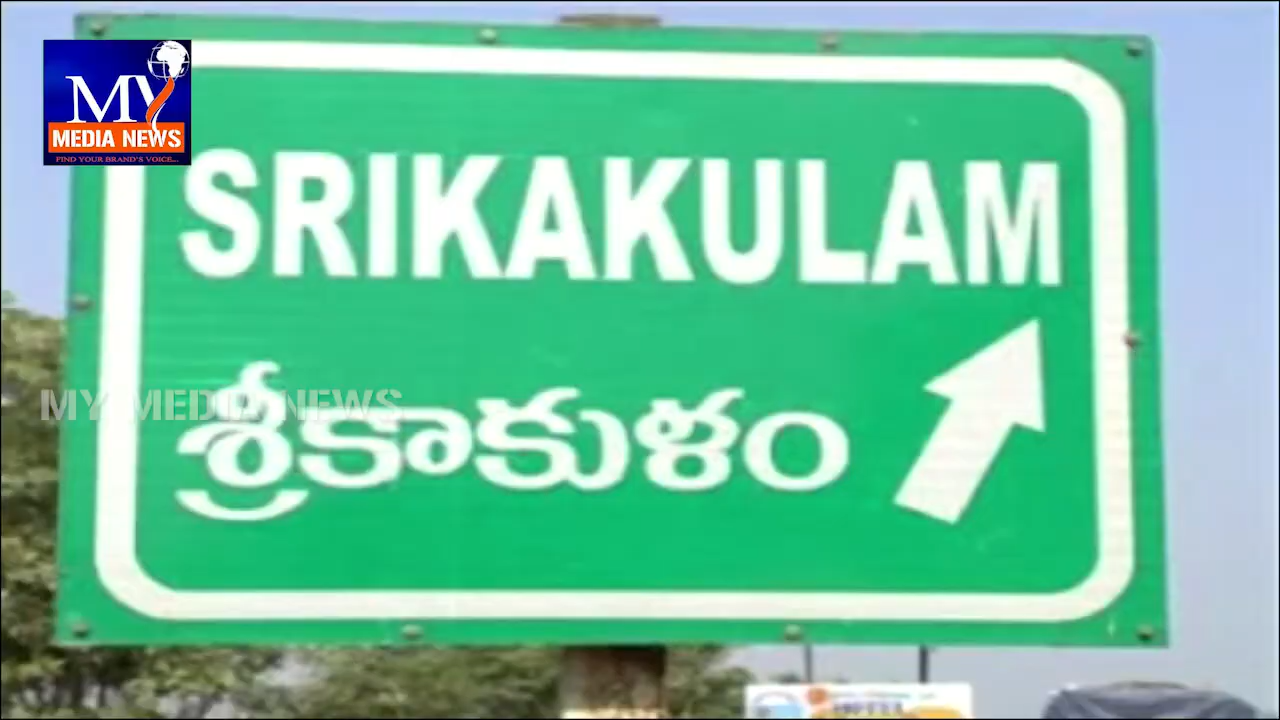 MY
MEDIA NEWS
FIND YOUR BRAND'S VOICE...
SRIKAKULAM
MY MEDIA NEWS
శ్రీకాకుళం